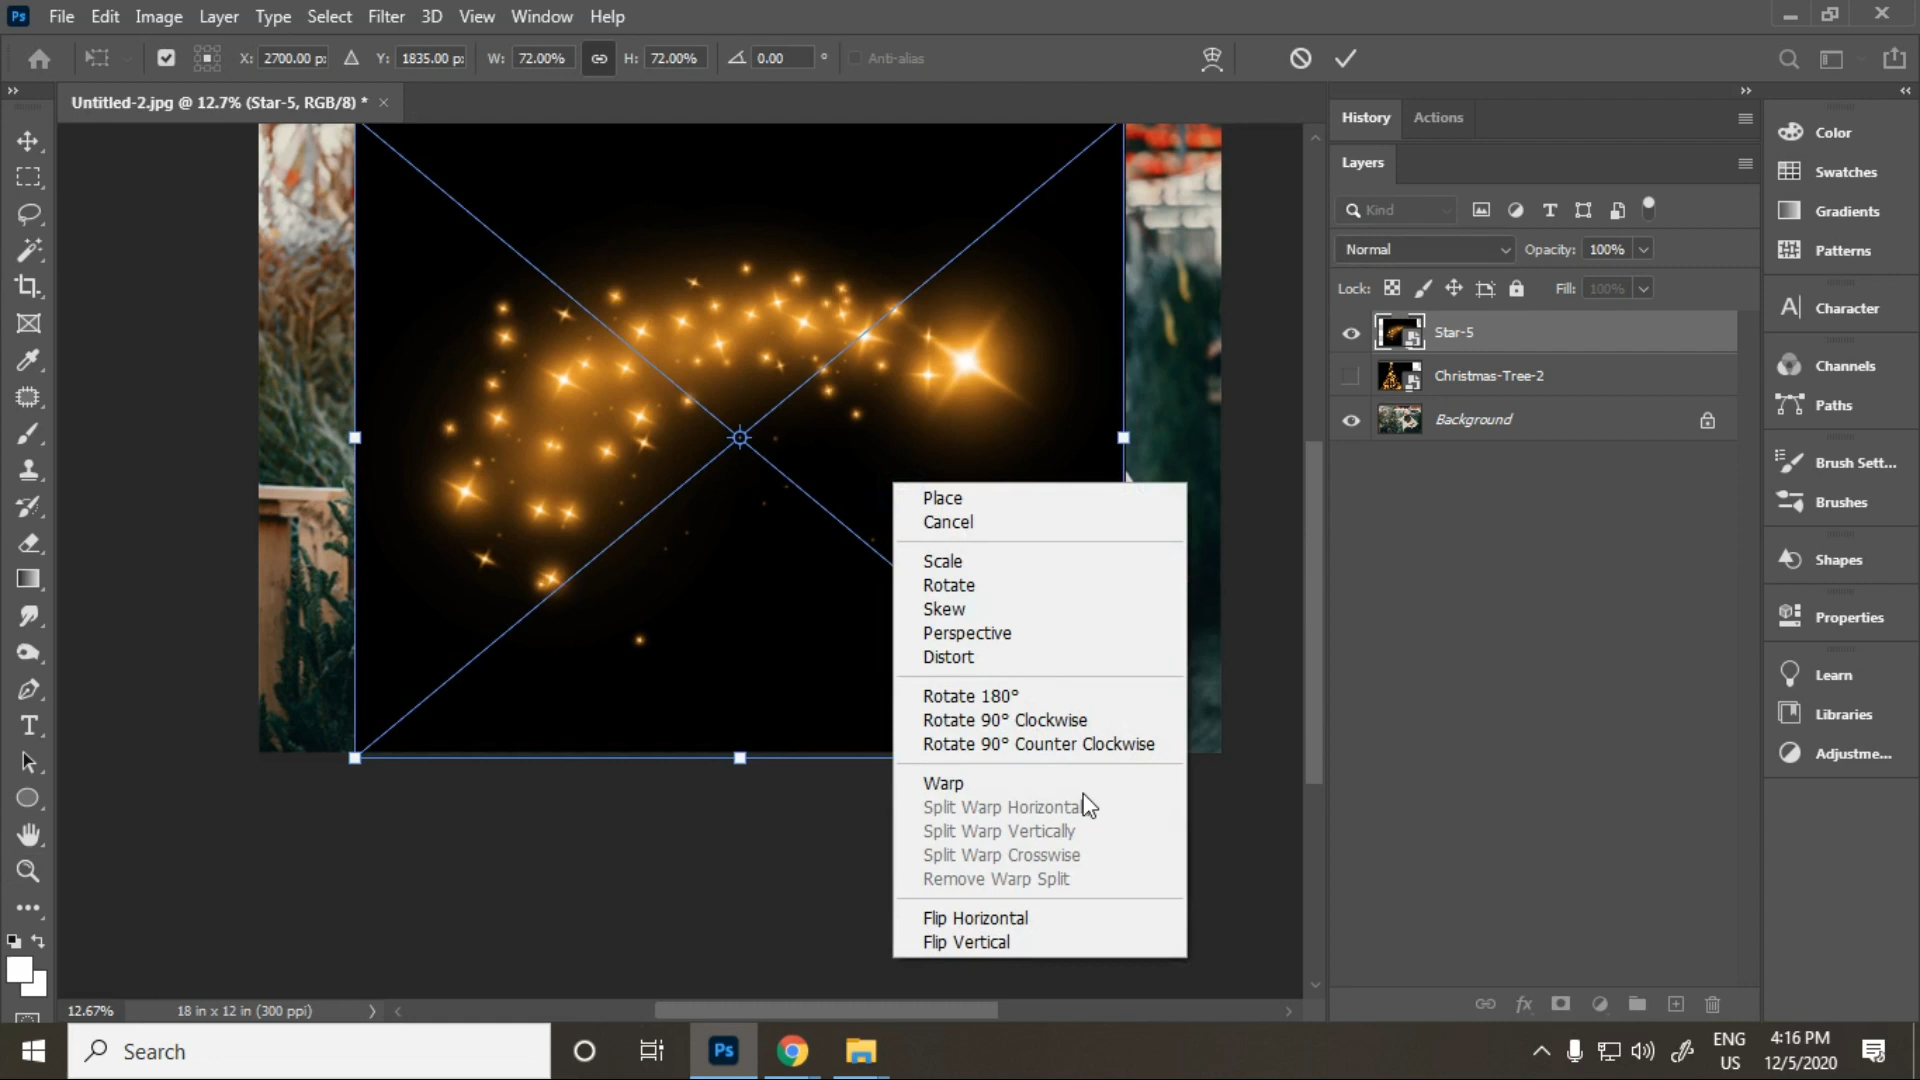 Ps File Edit Image Layer Type Select Filter 3D View Window Help
X: 2700.00 p: Y: 1835.00 p: W: 72.00% H: 72.00% 0.00 ° Anti-alias
Untitled-2.jpg @ 12.7% (Star-5, RGB/8) * ×
History Actions
Layers
Kind
Normal Opacity: 100%
Lock: Fill: 100%
Star-5
Christmas-Tree-2
Background
Color
Swatches
Gradients
Patterns
Character
Channels
Paths
Brush Sett...
Brushes
Shapes
Properties
Learn
Libraries
Adjustme...
Place
Cancel
Scale
Rotate
Skew
Perspective
Distort
Rotate 180°
Rotate 90° Clockwise
Rotate 90° Counter Clockwise
Warp
Split Warp Horizontal
Split Warp Vertically
Split Warp Crosswise
Remove Warp Split
Flip Horizontal
Flip Vertical
12.67% 18 in x 12 in (300 ppi)
Search
Ps
ENG
US
4:16 PM
12/5/2020